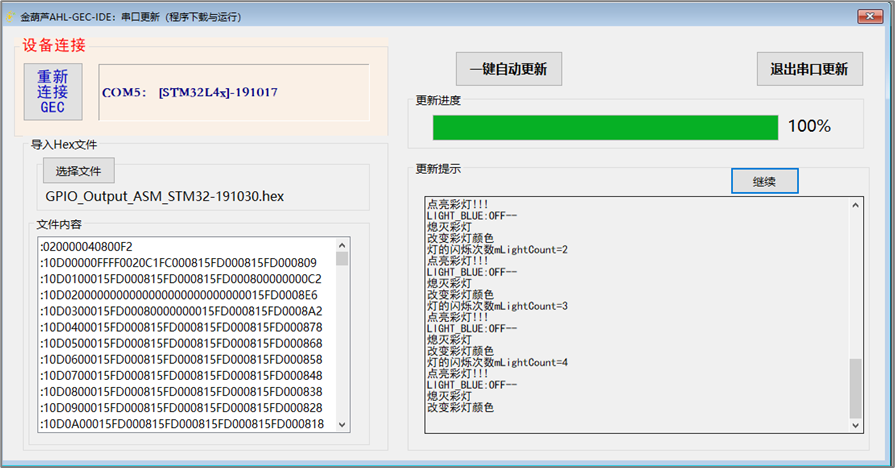 金葫芦AHL-GEC-IDE：串口更新（程序下载与运行）
设备连接
重新
连接
GEC
COM5： [STM32L4x]-191017
一键自动更新
退出串口更新
更新进度
100%
导入Hex文件
选择文件
GPIO_Output_ASM_STM32-191030.hex
更新提示
继续
文件内容
:020000040800F2
:10D00000FFFF0020C1FC000815FD000815FD000809
:10D0100015FD000815FD000815FD000800000000C2
:10D0200000000000000000000000000015FD0008E6
:10D0300015FD00080000000015FD000815FD0008A2
:10D0400015FD000815FD000815FD000815FD000878
:10D0500015FD000815FD000815FD000815FD000868
:10D0600015FD000815FD000815FD000815FD000858
:10D0700015FD000815FD000815FD000815FD000848
:10D0800015FD000815FD000815FD000815FD000838
:10D0900015FD000815FD000815FD000815FD000828
:10D0A00015FD000815FD000815FD000815FD000818
点亮彩灯!!!
LIGHT_BLUE:OFF--
熄灭彩灯
改变彩灯颜色
灯的闪烁次数mLightCount=2
点亮彩灯!!!
LIGHT_BLUE:OFF--
熄灭彩灯
改变彩灯颜色
灯的闪烁次数mLightCount=3
点亮彩灯!!!
LIGHT_BLUE:OFF--
熄灭彩灯
改变彩灯颜色
灯的闪烁次数mLightCount=4
点亮彩灯!!!
LIGHT_BLUE:OFF--
熄灭彩灯
改变彩灯颜色